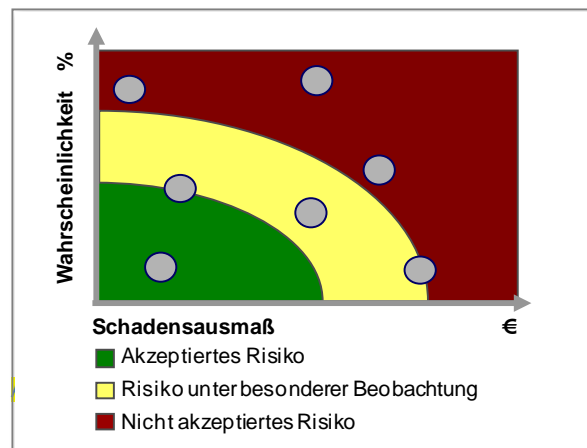 Wahrscheinlichkeit %
Schadensausmaß €
Akzeptiertes Risiko
Risiko unter besonderer Beobachtung
Nicht akzeptiertes Risiko